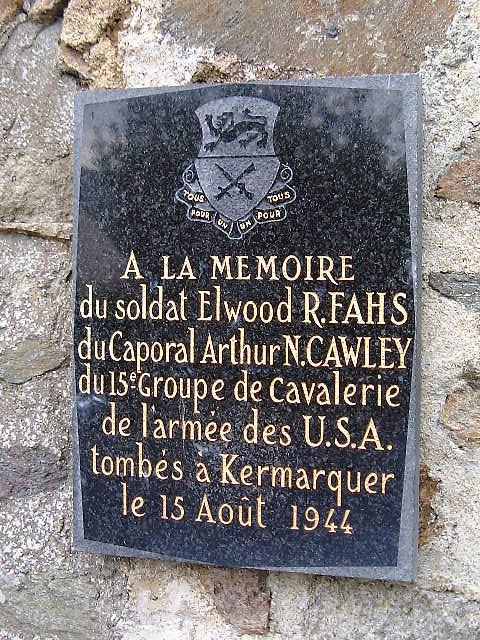 TOUS POUR UN UN POUR TOUS
A LA MEMOIRE
du soldat Elwood R.FAHS
du Caporal Arthur N.CAWLEY
du 15e Groupe de Cavalerie
de l'armée des U.S.A.
tombés à Kermarquer
le 15 Août 1944